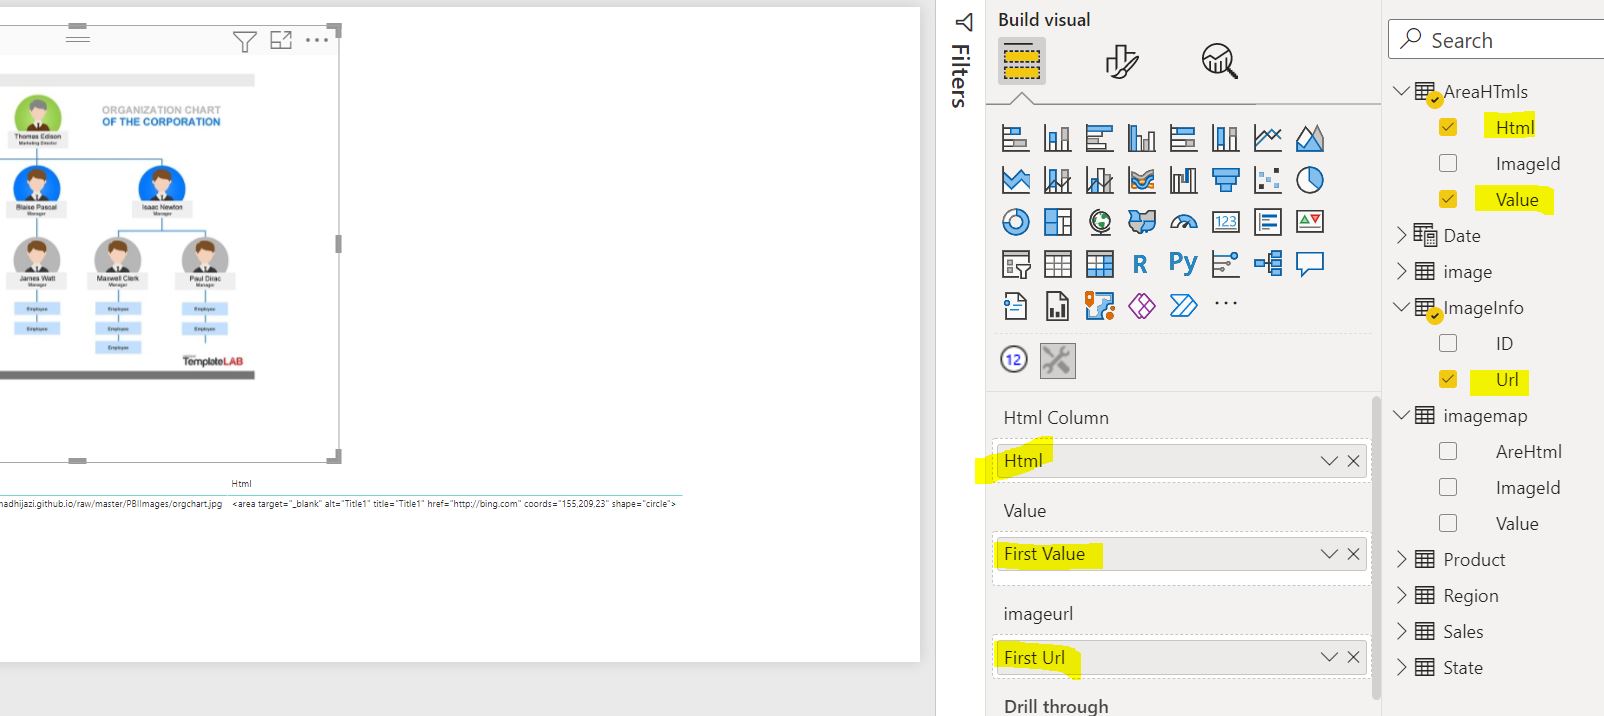 Build visual
Search
Filters
ORGANIZATION CHART
OF THE CORPORATION
Thomas Edison
Marketing Director
Blaise Pascal
Manager
Isaac Newton
Manager
James Watt
Manager
Maxwell Clerk
Manager
Paul Dirac
Manager
Employee
Employee
Employee
Employee
Employee
Employee
Employee
Employee
TemplateLAB
Html
nadhijazi.github.io/raw/master/PBIImages/orgchart.jpg
<area target="_blank" alt="Title1" title="Title1" href="http://bing.com" coords="155,209,23" shape="circle">
123
R
Py
12
Html Column
Html
Value
First Value
imageurl
First Url
Drill through
AreaHTmls
Html
ImageId
Value
Date
image
ImageInfo
ID
Url
imagemap
AreHtml
ImageId
Value
Product
Region
Sales
State